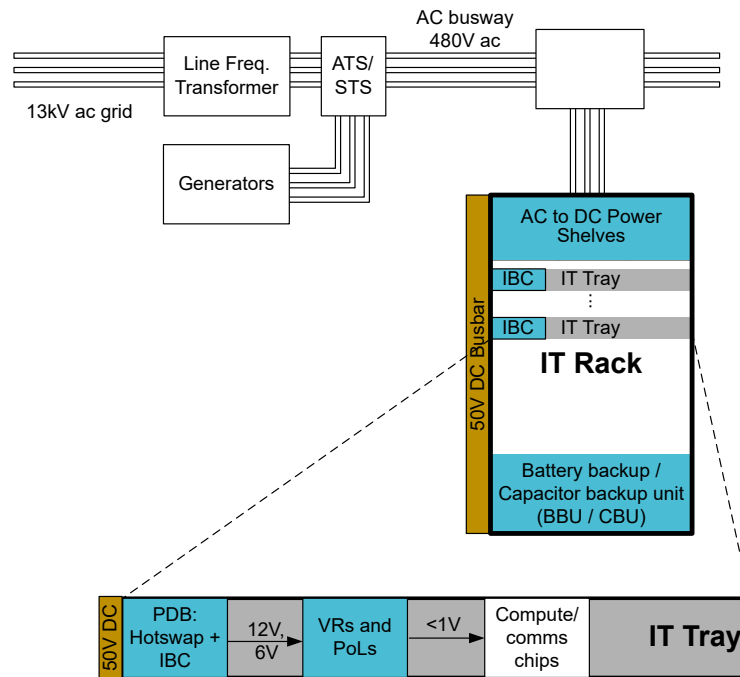 AC busway
480V ac
Line Freq.
Transformer
ATS/
STS
13kV ac grid
Generators
AC to DC Power
Shelves
IBC
IT Tray
⋮
IBC
IT Tray
IT Rack
50V DC Busbar
Battery backup /
Capacitor backup unit
(BBU / CBU)
50V DC
PDB:
Hotswap +
IBC
12V,
6V
VRs and
PoLs
<1V
Compute/
comms
chips
IT Tray